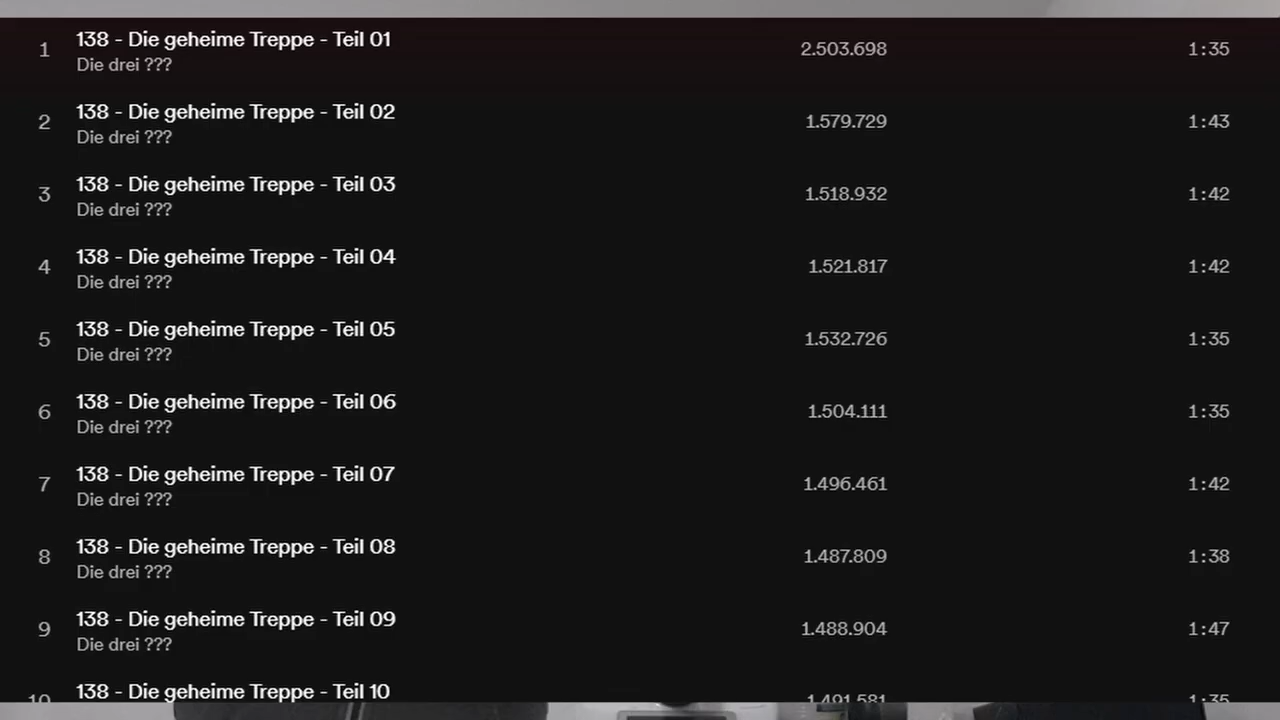 1 138 - Die geheime Treppe - Teil 01 2.503.698 1:35
Die drei ???
2 138 - Die geheime Treppe - Teil 02 1.579.729 1:43
Die drei ???
3 138 - Die geheime Treppe - Teil 03 1.518.932 1:42
Die drei ???
4 138 - Die geheime Treppe - Teil 04 1.521.817 1:42
Die drei ???
5 138 - Die geheime Treppe - Teil 05 1.532.726 1:35
Die drei ???
6 138 - Die geheime Treppe - Teil 06 1.504.111 1:35
Die drei ???
7 138 - Die geheime Treppe - Teil 07 1.496.461 1:42
Die drei ???
8 138 - Die geheime Treppe - Teil 08 1.487.809 1:38
Die drei ???
9 138 - Die geheime Treppe - Teil 09 1.488.904 1:47
Die drei ???
10 138 - Die geheime Treppe - Teil 10 1.491.581 1:35